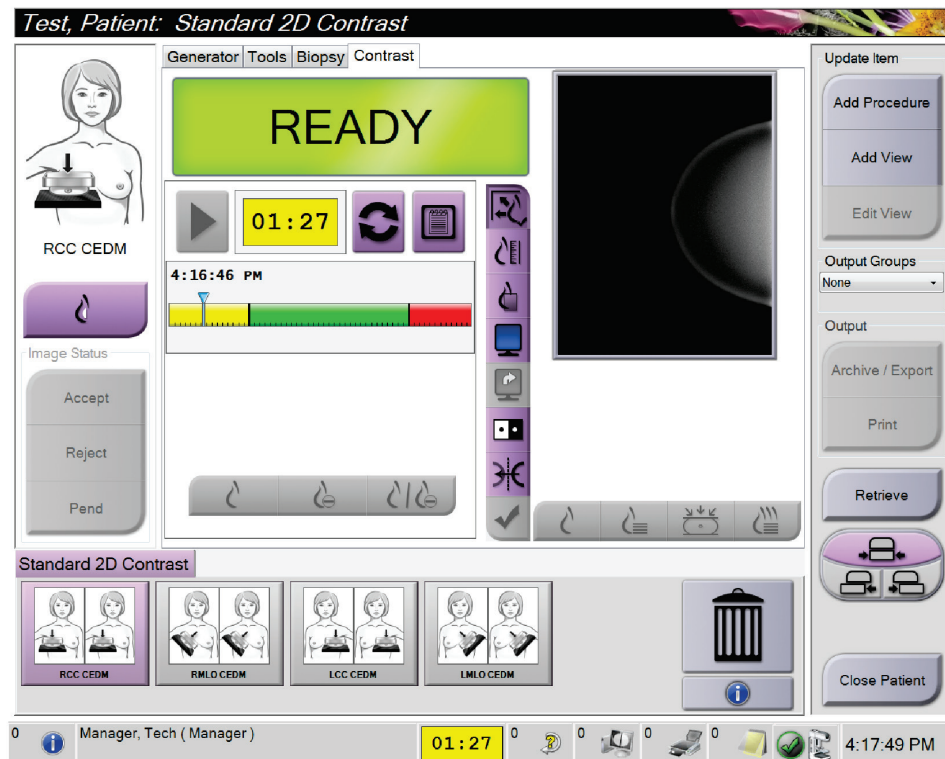 Test, Patient:  Standard 2D Contrast
Generator Tools Biopsy Contrast
READY
01:27
4:16:46 PM
RCC CEDM
Image Status
Accept
Reject
Pend
Update Item
Add Procedure
Add View
Edit View
Output Groups
None
Output
Archive / Export
Print
Retrieve
Close Patient
Standard 2D Contrast
RCC CEDM
RMLO CEDM
LCC CEDM
LMLO CEDM
0 Manager, Tech ( Manager ) 01:27 0 0 0 0 4:17:49 PM